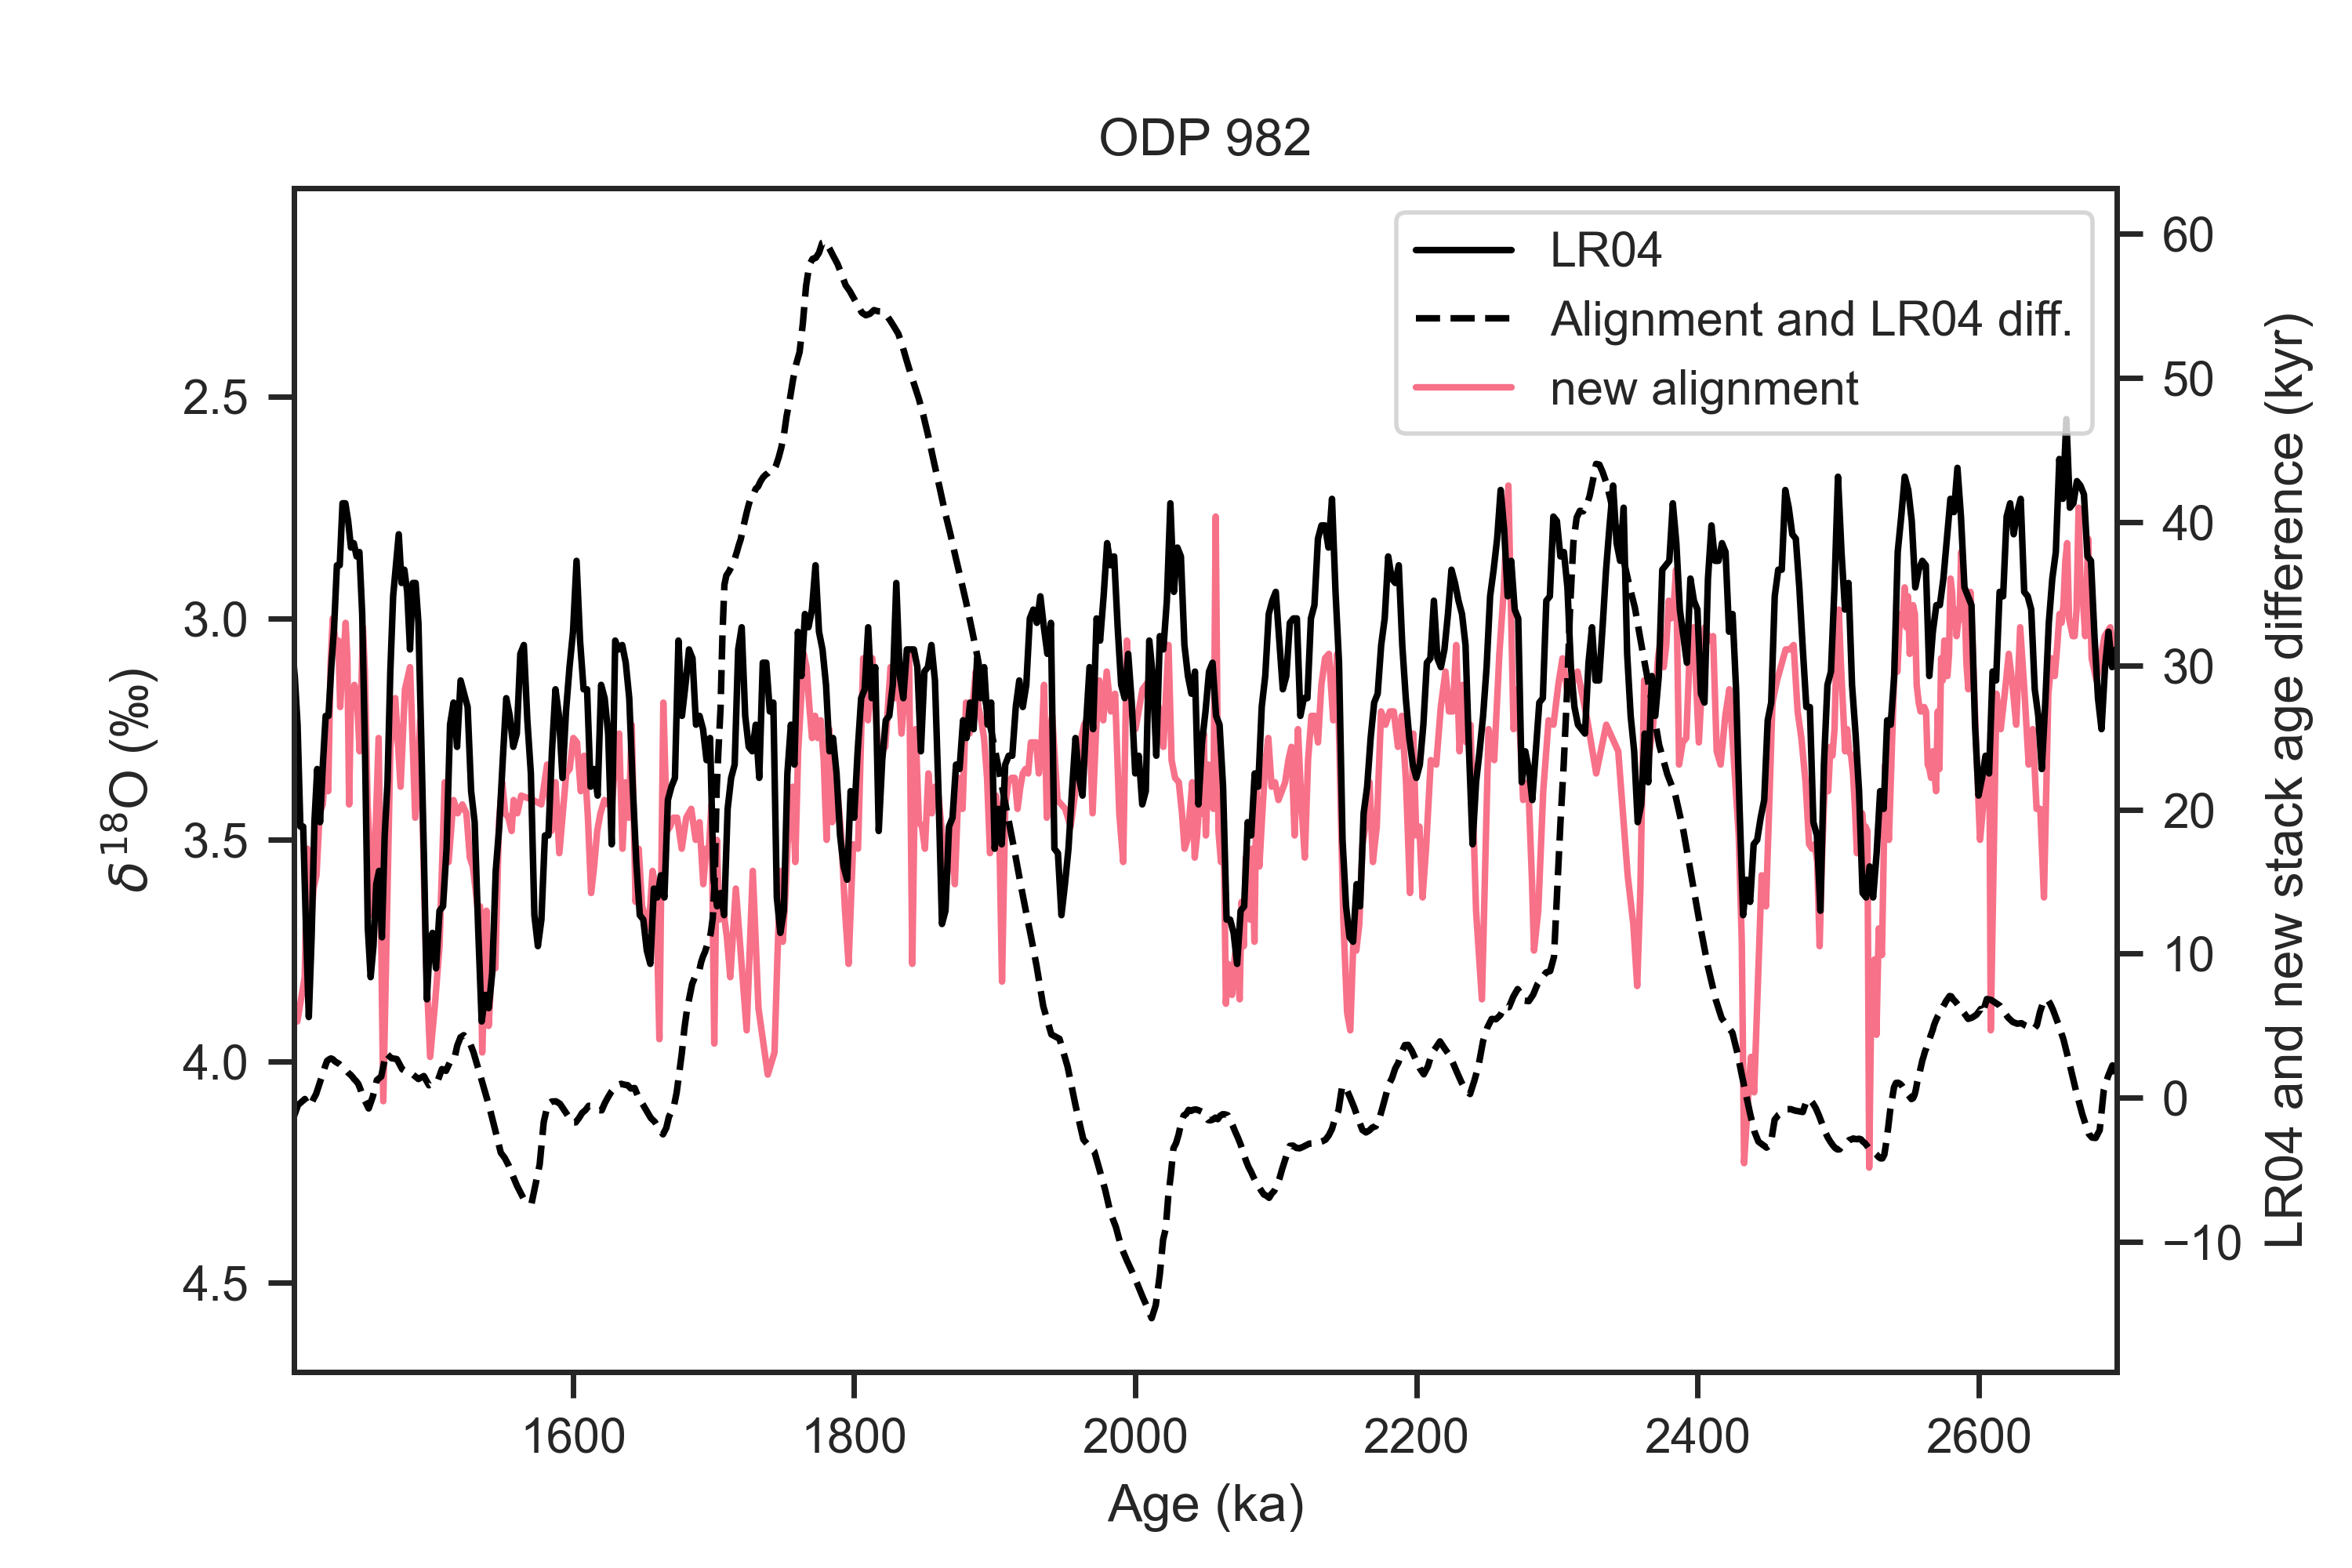 ODP 982
LR04
Alignment and LR04 diff.
new alignment
2.5
3.0
3.5
4.0
4.5
δ¹⁸O (‰)
60
50
40
30
20
10
0
−10
LR04 and new stack age difference (kyr)
1600 1800 2000 2200 2400 2600
Age (ka)